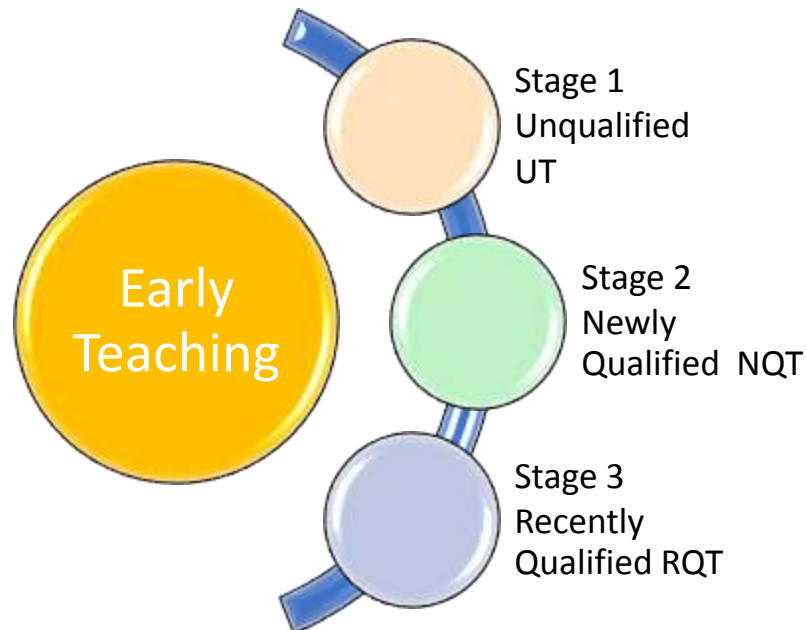 Early
Teaching
Stage 1
Unqualified
UT
Stage 2
Newly
Qualified  NQT
Stage 3
Recently
Qualified RQT